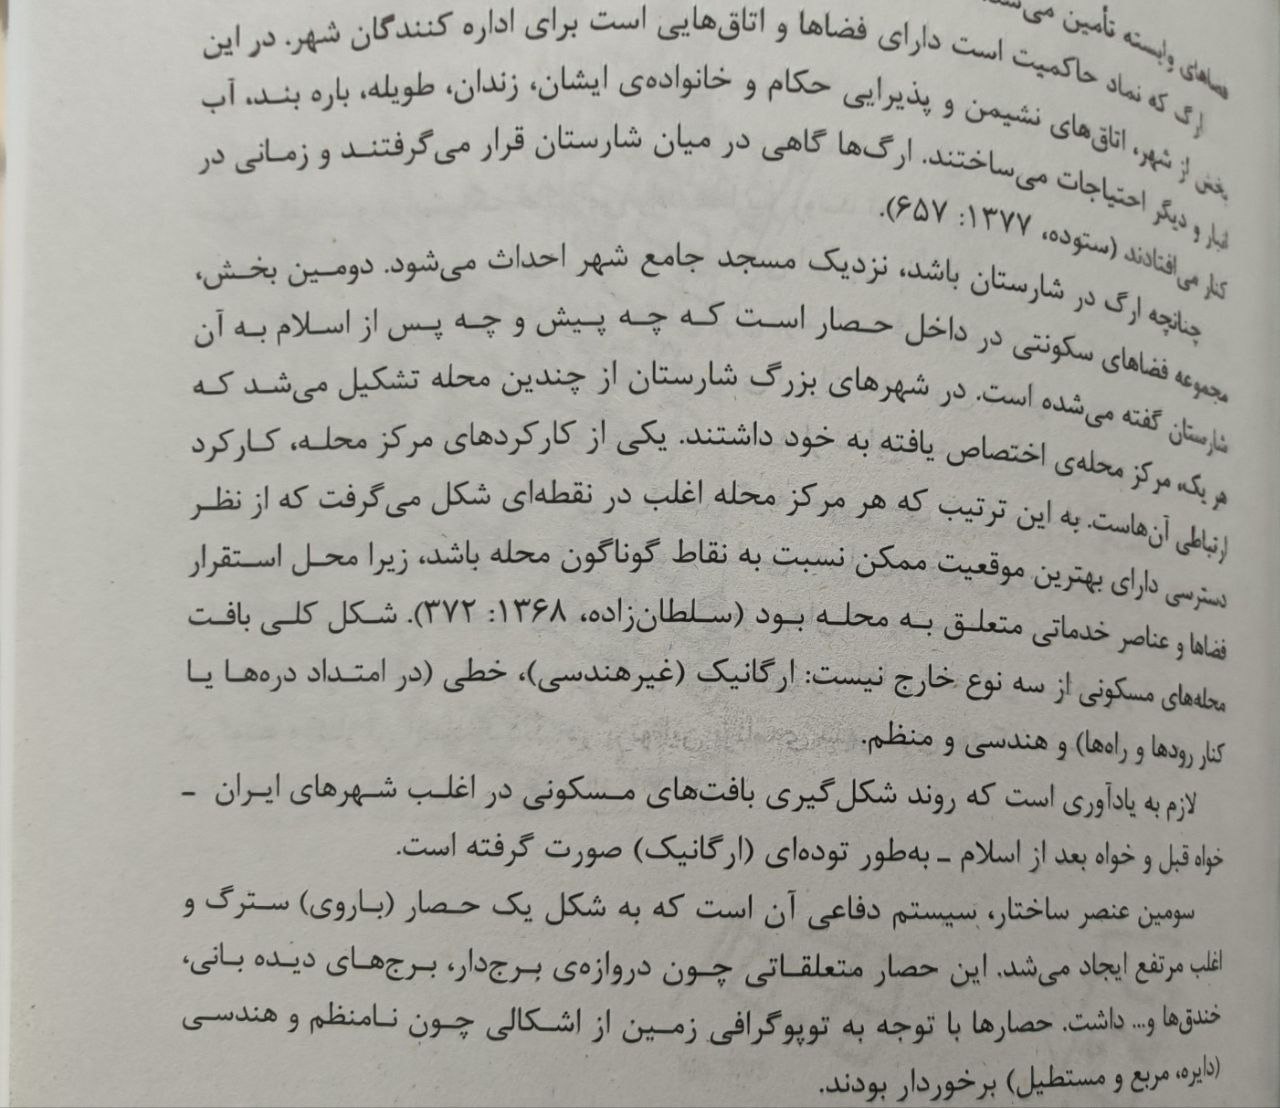 فضاهای وابسته تأمین
ارگ که نماد حاکمیت است دارای فضاها و اتاق‌هایی است برای اداره کنندگان شهر. در این
بخش از شهر، اتاق‌های نشیمن و پذیرایی حکام و خانواده‌ی ایشان، زندان، طویله، باره بند، آب
انبار و دیگر احتیاجات می‌ساختند. ارگ‌ها گاهی در میان شارستان قرار می‌گرفتند و زمانی در
کنار می‌افتادند (ستوده، ۱۳۷۷: ۶۵۷).
چنانچه ارگ در شارستان باشد، نزدیک مسجد جامع شهر احداث می‌شود. دومین بخش،
مجموعه فضاهای سکونتی در داخل حصار است که چه پیش و چه پس از اسلام به آن
شارستان گفته می‌شده است. در شهرهای بزرگ شارستان از چندین محله تشکیل می‌شد که
هر یک، مرکز محله‌ی اختصاص یافته به خود داشتند. یکی از کارکردهای مرکز محله، کارکرد
ارتباطی آن‌هاست. به این ترتیب که هر مرکز محله اغلب در نقطه‌ای شکل می‌گرفت که از نظر
دسترسی دارای بهترین موقعیت ممکن نسبت به نقاط گوناگون محله باشد، زیرا محل استقرار
فضاها و عناصر خدماتی متعلق به محله بود (سلطان‌زاده، ۱۳۶۸: ۳۷۲). شکل کلی بافت
محله‌های مسکونی از سه نوع خارج نیست: ارگانیک (غیرهندسی)، خطی (در امتداد دره‌ها یا
کنار رودها و راه‌ها) و هندسی و منظم.
لازم به یادآوری است که روند شکل‌گیری بافت‌های مسکونی در اغلب شهرهای ایران –
خواه قبل و خواه بعد از اسلام – به‌طور توده‌ای (ارگانیک) صورت گرفته است.
سومین عنصر ساختار، سیستم دفاعی آن است که به شکل یک حصار (باروی) سترگ و
اغلب مرتفع ایجاد می‌شد. این حصار متعلقاتی چون دروازه‌ی برج‌دار، برج‌های دیده بانی،
خندق‌ها و... داشت. حصارها با توجه به توپوگرافی زمین از اشکالی چون نامنظم و هندسی
(دایره، مربع و مستطیل) برخوردار بودند.